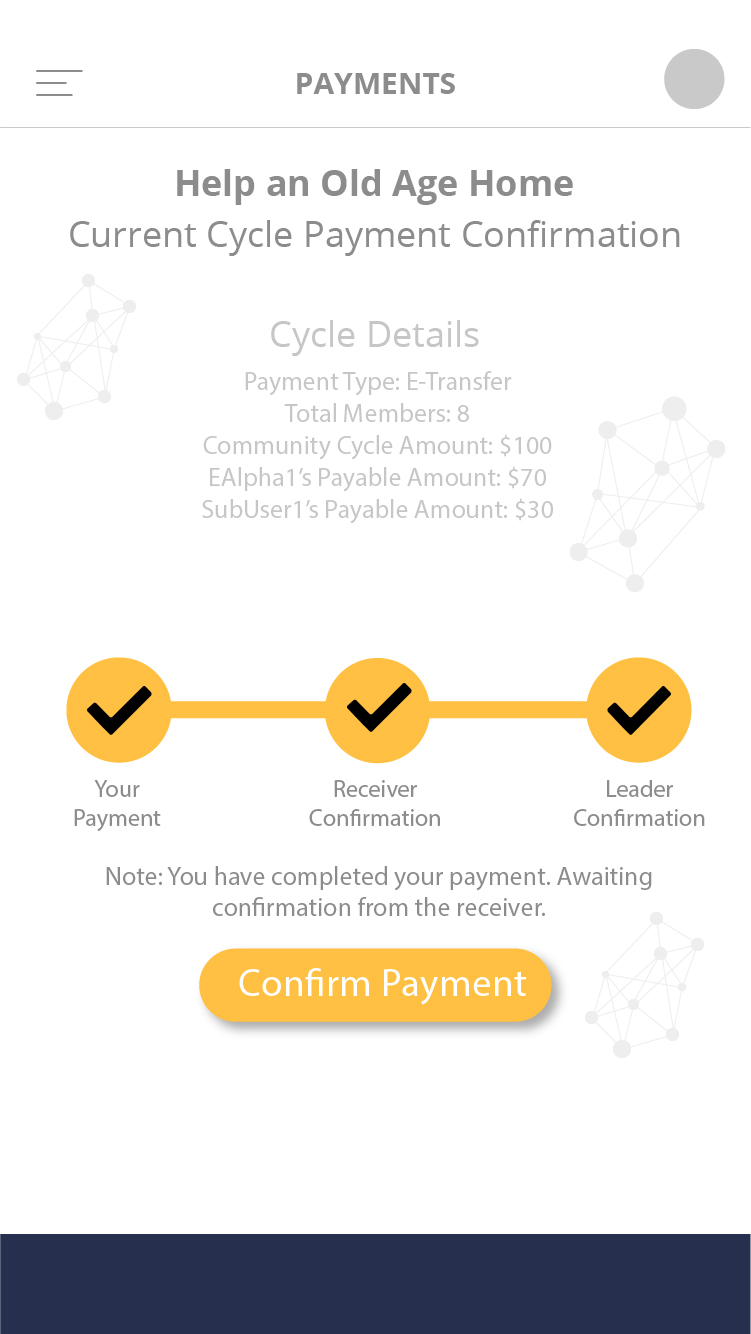 PAYMENTS
Help an Old Age Home
Current Cycle Payment Confirmation
Cycle Details
Payment Type: E-Transfer
Total Members: 8
Community Cycle Amount: $100
EAlpha1’s Payable Amount: $70
SubUser1’s Payable Amount: $30
Your
Payment
Receiver
Confirmation
Leader
Confirmation
Note: You have completed your payment. Awaiting
confirmation from the receiver.
Confirm Payment